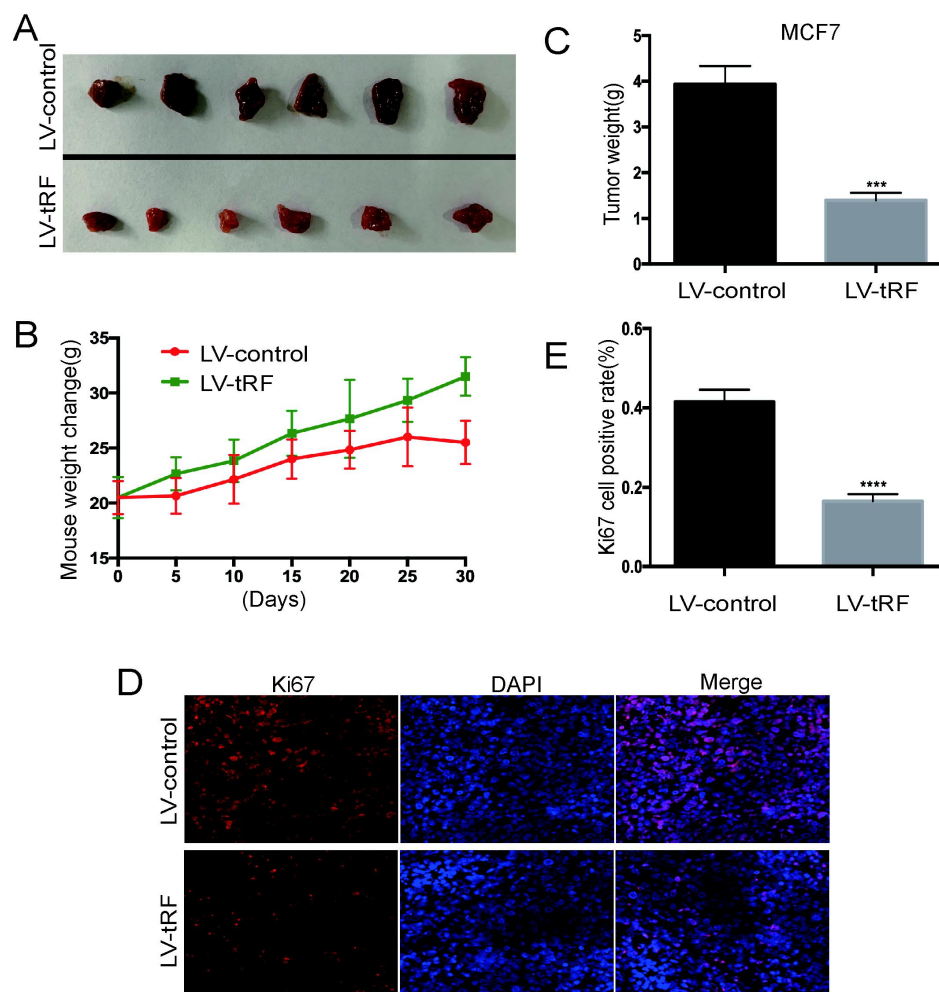 A
LV-control
LV-tRF
B
Mouse weight change(g)
35
30
25
20
15
LV-control
LV-tRF
0 5 10 15 20 25 30
(Days)
C
MCF7
Tumor weight(g)
5
4
3
2
1
0
***
LV-control LV-tRF
E
Ki67 cell positive rate(%)
0.6
0.4
0.2
0.0
****
LV-control LV-tRF
D
Ki67 DAPI Merge
LV-control
LV-tRF